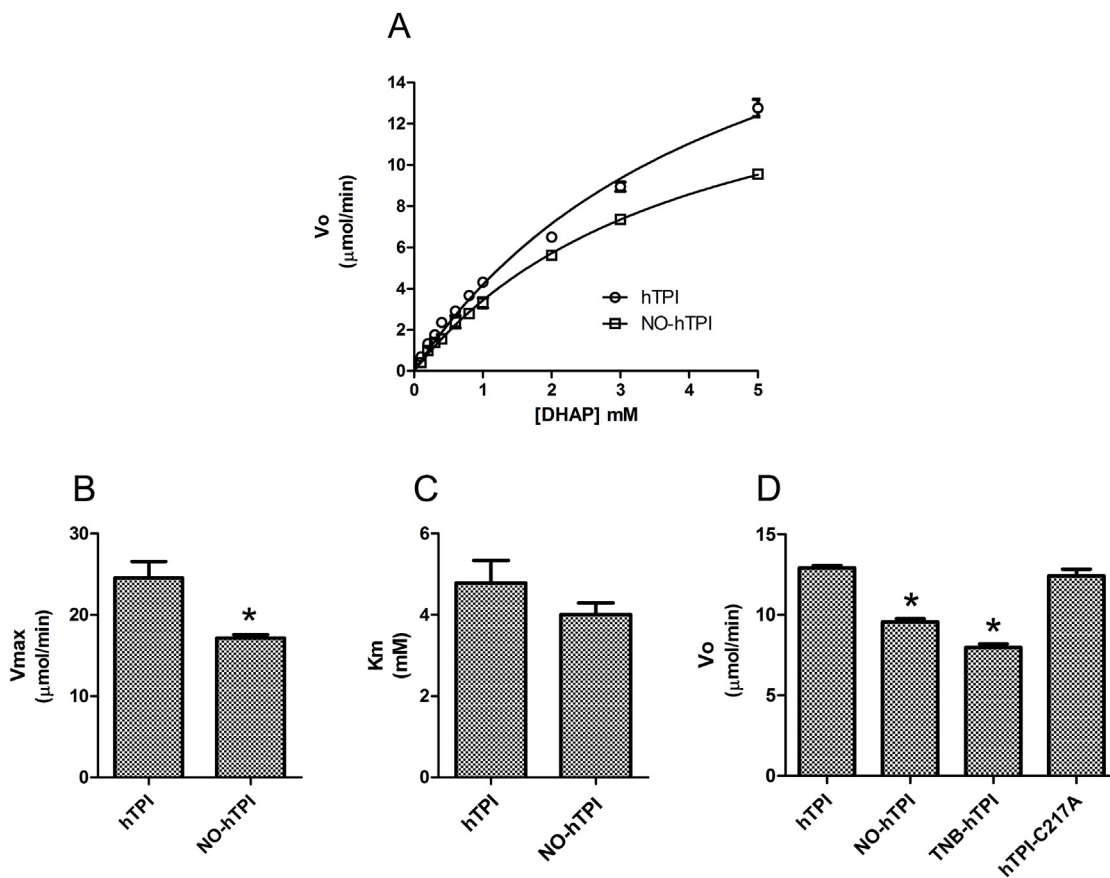 A
14
12
10
8
6
4
2
0
Vo
(μmol/min)
hTPI
NO-hTPI
0 1 2 3 4 5
[DHAP] mM
B
30
20
10
0
Vmax
(μmol/min)
*
hTPI
NO-hTPI
C
6
4
2
0
Km
(mM)
hTPI
NO-hTPI
D
15
10
5
0
Vo
(μmol/min)
*
*
hTPI
NO-hTPI
TNB-hTPI
hTPI-C217A